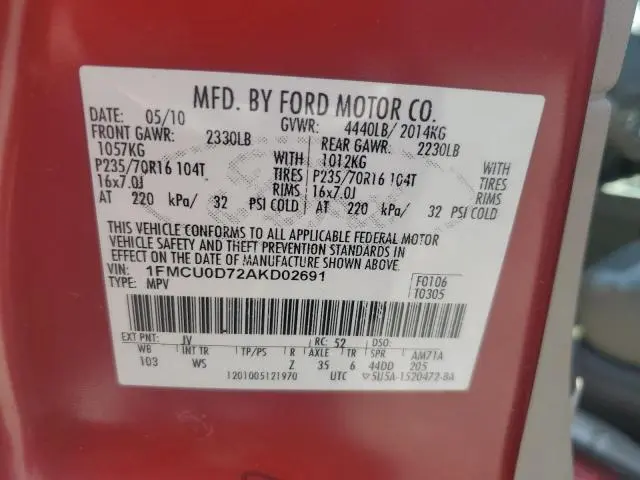 MFD. BY FORD MOTOR CO.
DATE: 05/10 GVWR: 4440LB/ 2014KG
FRONT GAWR: 2330LB REAR GAWR: 2230LB
1057KG WITH 1012KG WITH
P235/70R16 104T TIRES P235/70R16 104T TIRES
16x7.0J RIMS 16x7.0J RIMS
AT 220 kPa/ 32 PSI COLD AT 220 kPa/ 32 PSI COLD
THIS VEHICLE CONFORMS TO ALL APPLICABLE FEDERAL MOTOR
VEHICLE SAFETY AND THEFT PREVENTION STANDARDS IN
EFFECT ON THE DATE OF MANUFACTURE SHOWN ABOVE.
VIN: 1FMCU0D72AKD02691 F0106
TYPE: MPV T0305
EXT PNT: JV RC: 52 DSO:
WB INT TR TP/PS R AXLE TR SPR AM71A
103 WS Z 35 6 44DD 205
1201005121970 UTC 5U5A-1520472-BA